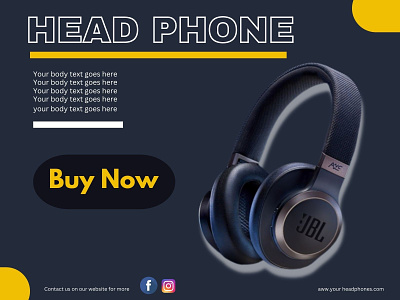 HEAD PHONE
Your body text goes here
Your body text goes here
Your body text goes here
Your body text goes here
your body text goes here
Buy Now
JBL
Contact us on our website for more
www.your headphones.com